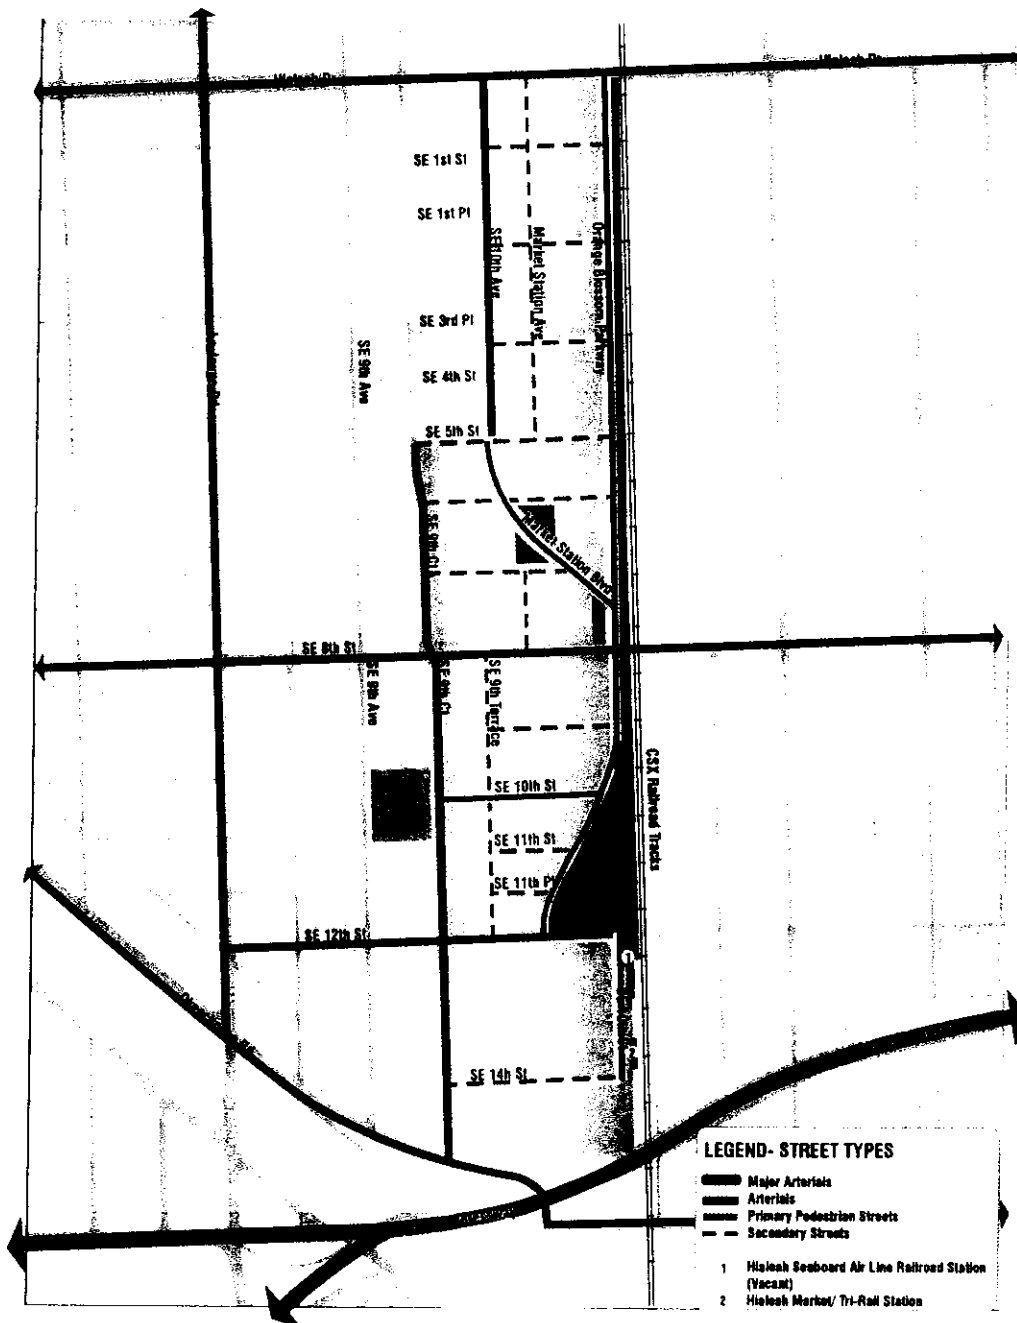 Hialeah Dr
SE 1st St
SE 1st Pl
SE 10th Ave
Market Station Ave
Orange Blossom Parkway
SE 3rd Pl
SE 9th Ave
SE 4th St
SE 5th St
SE 9th Ct
Market Station Blvd
SE 8th St
SE 9th Ave
SE 9th Ct
SE 9th Terrace
CSX Railroad Tracks
SE 10th St
SE 11th St
SE 11th Pl
SE 12th St
SE 14h St
LEGEND- STREET TYPES
Major Arterials
Arterials
Primary Pedestrian Streets
Secondary Streets
1 Hialeah Seaboard Air Line Railroad Station
(Vacant)
2 Hialeah Market/ Tri-Rail Station